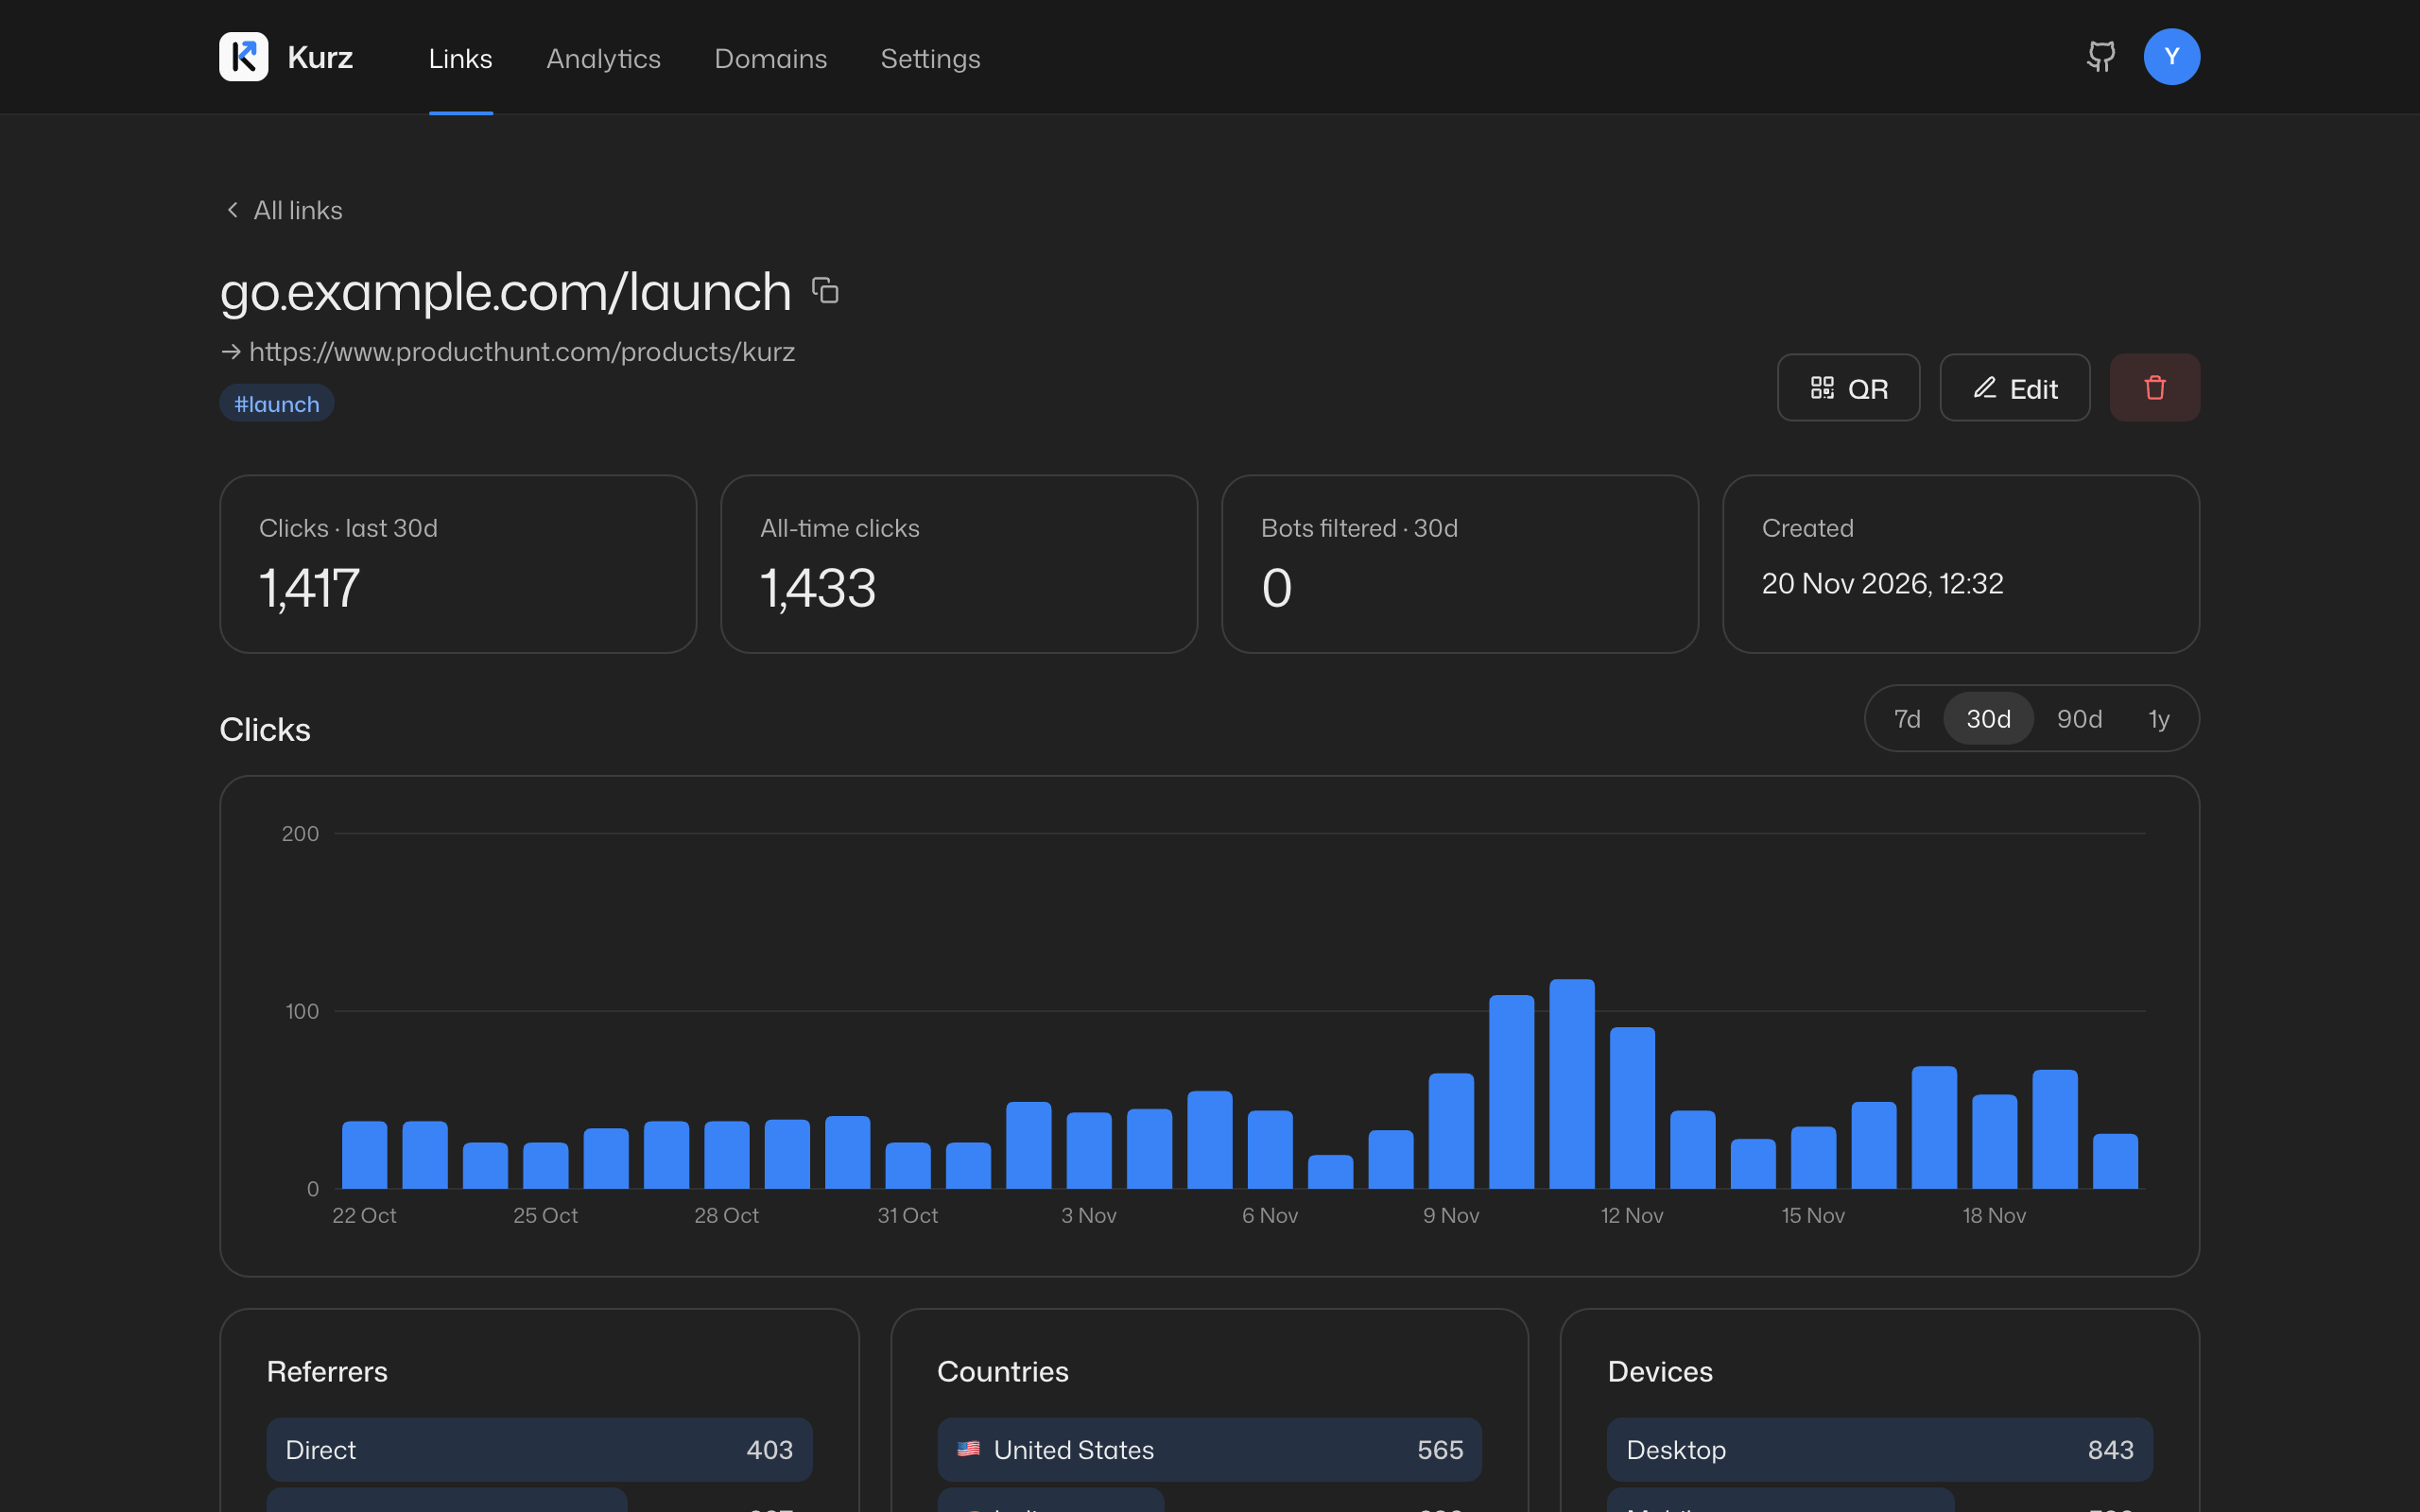 Kurz
Links
Analytics
Domains
Settings
Y
All links
go.example.com/launch
→ https://www.producthunt.com/products/kurz
#launch
QR
Edit
Clicks · last 30d
1,417
All-time clicks
1,433
Bots filtered · 30d
0
Created
20 Nov 2026, 12:32
Clicks
7d
30d
90d
1y
200
100
0
22 Oct
25 Oct
28 Oct
31 Oct
3 Nov
6 Nov
9 Nov
12 Nov
15 Nov
18 Nov
Referrers
Direct
403
Countries
United States
565
Devices
Desktop
843